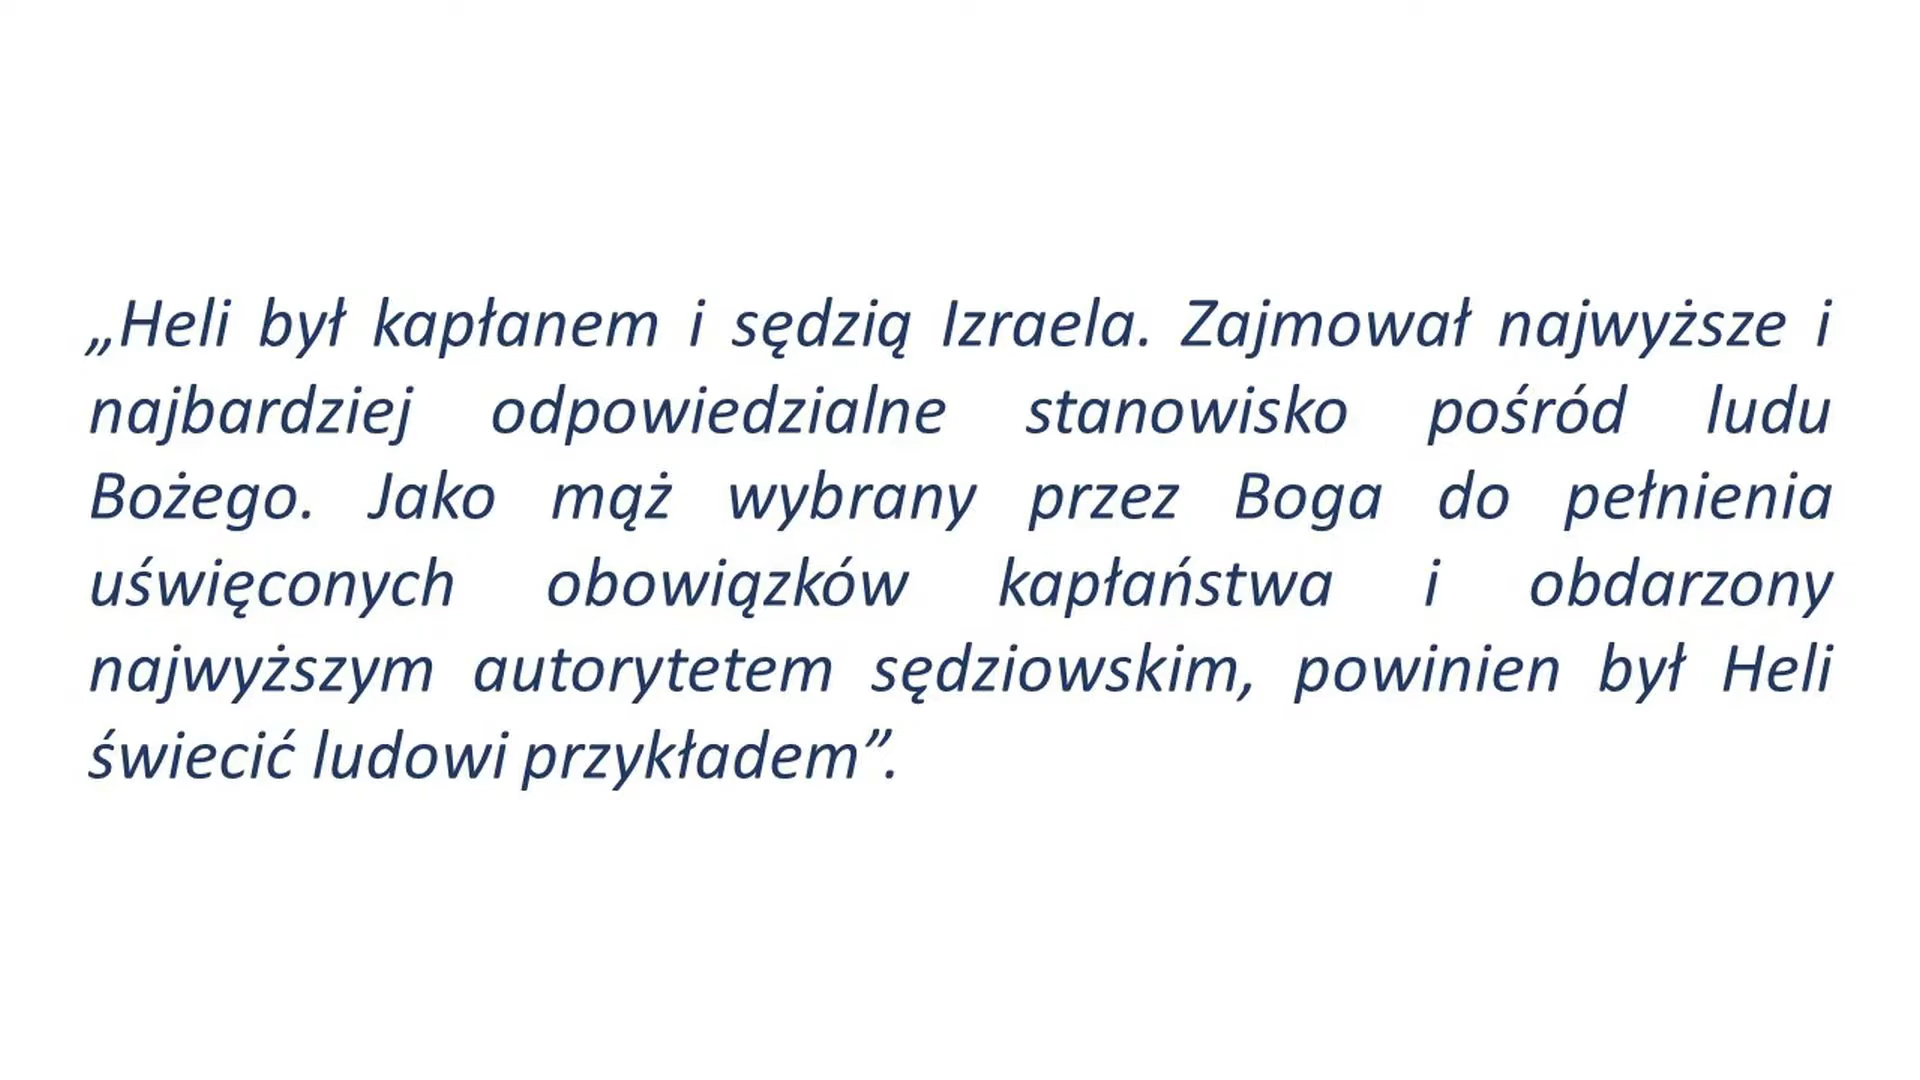 „Heli był kapłanem i sędzią Izraela. Zajmował najwyższe i
najbardziej odpowiedzialne stanowisko pośród ludu
Bożego. Jako mąż wybrany przez Boga do pełnienia
uświęconych obowiązków kapłaństwa i obdarzony
najwyższym autorytetem sędziowskim, powinien był Heli
świecić ludowi przykładem”.